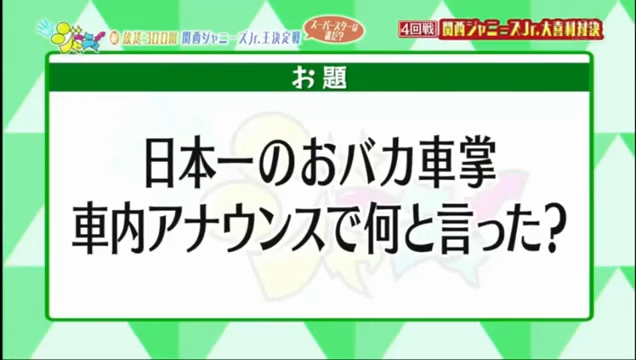 祝 放送300回 関西ジャニーズJr.王決定戦
スーパースターは
誰だ?
4回戦 関西ジャニーズJr.大喜利対決
お題
日本一のおバカ車掌
車内アナウンスで何と言った?